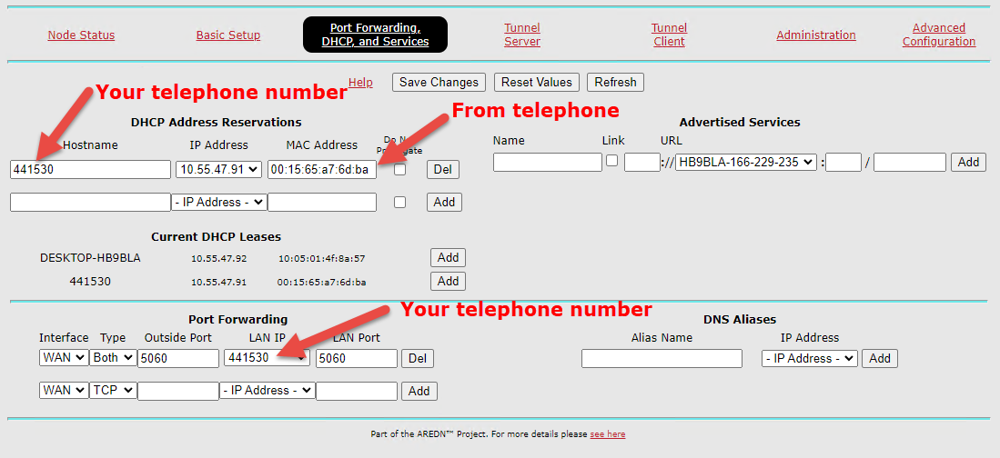 Node Status
Basic Setup
Port Forwarding,
DHCP, and Services
Tunnel
Server
Tunnel
Client
Administration
Advanced
Configuration
Your telephone number
Help
Save Changes
Reset Values
Refresh
From telephone
DHCP Address Reservations
Hostname
IP Address
MAC Address
441530
10.55.47.91
00:15:65:a7:6d:ba
Del
- IP Address -
Add
Advertised Services
Name
Link
URL
://
HB9BLA-166-229-235
:
/
Add
Current DHCP Leases
DESKTOP-HB9BLA 10.55.47.92 10:05:01:4f:8a:57 Add
441530 10.55.47.91 00:15:65:a7:6d:ba Add
Your telephone number
Port Forwarding
Interface Type Outside Port LAN IP LAN Port
WAN Both 5060 441530 5060 Del
WAN TCP - IP Address - Add
DNS Aliases
Alias Name
IP Address
- IP Address -
Add
Part of the AREDN™ Project. For more details please see here